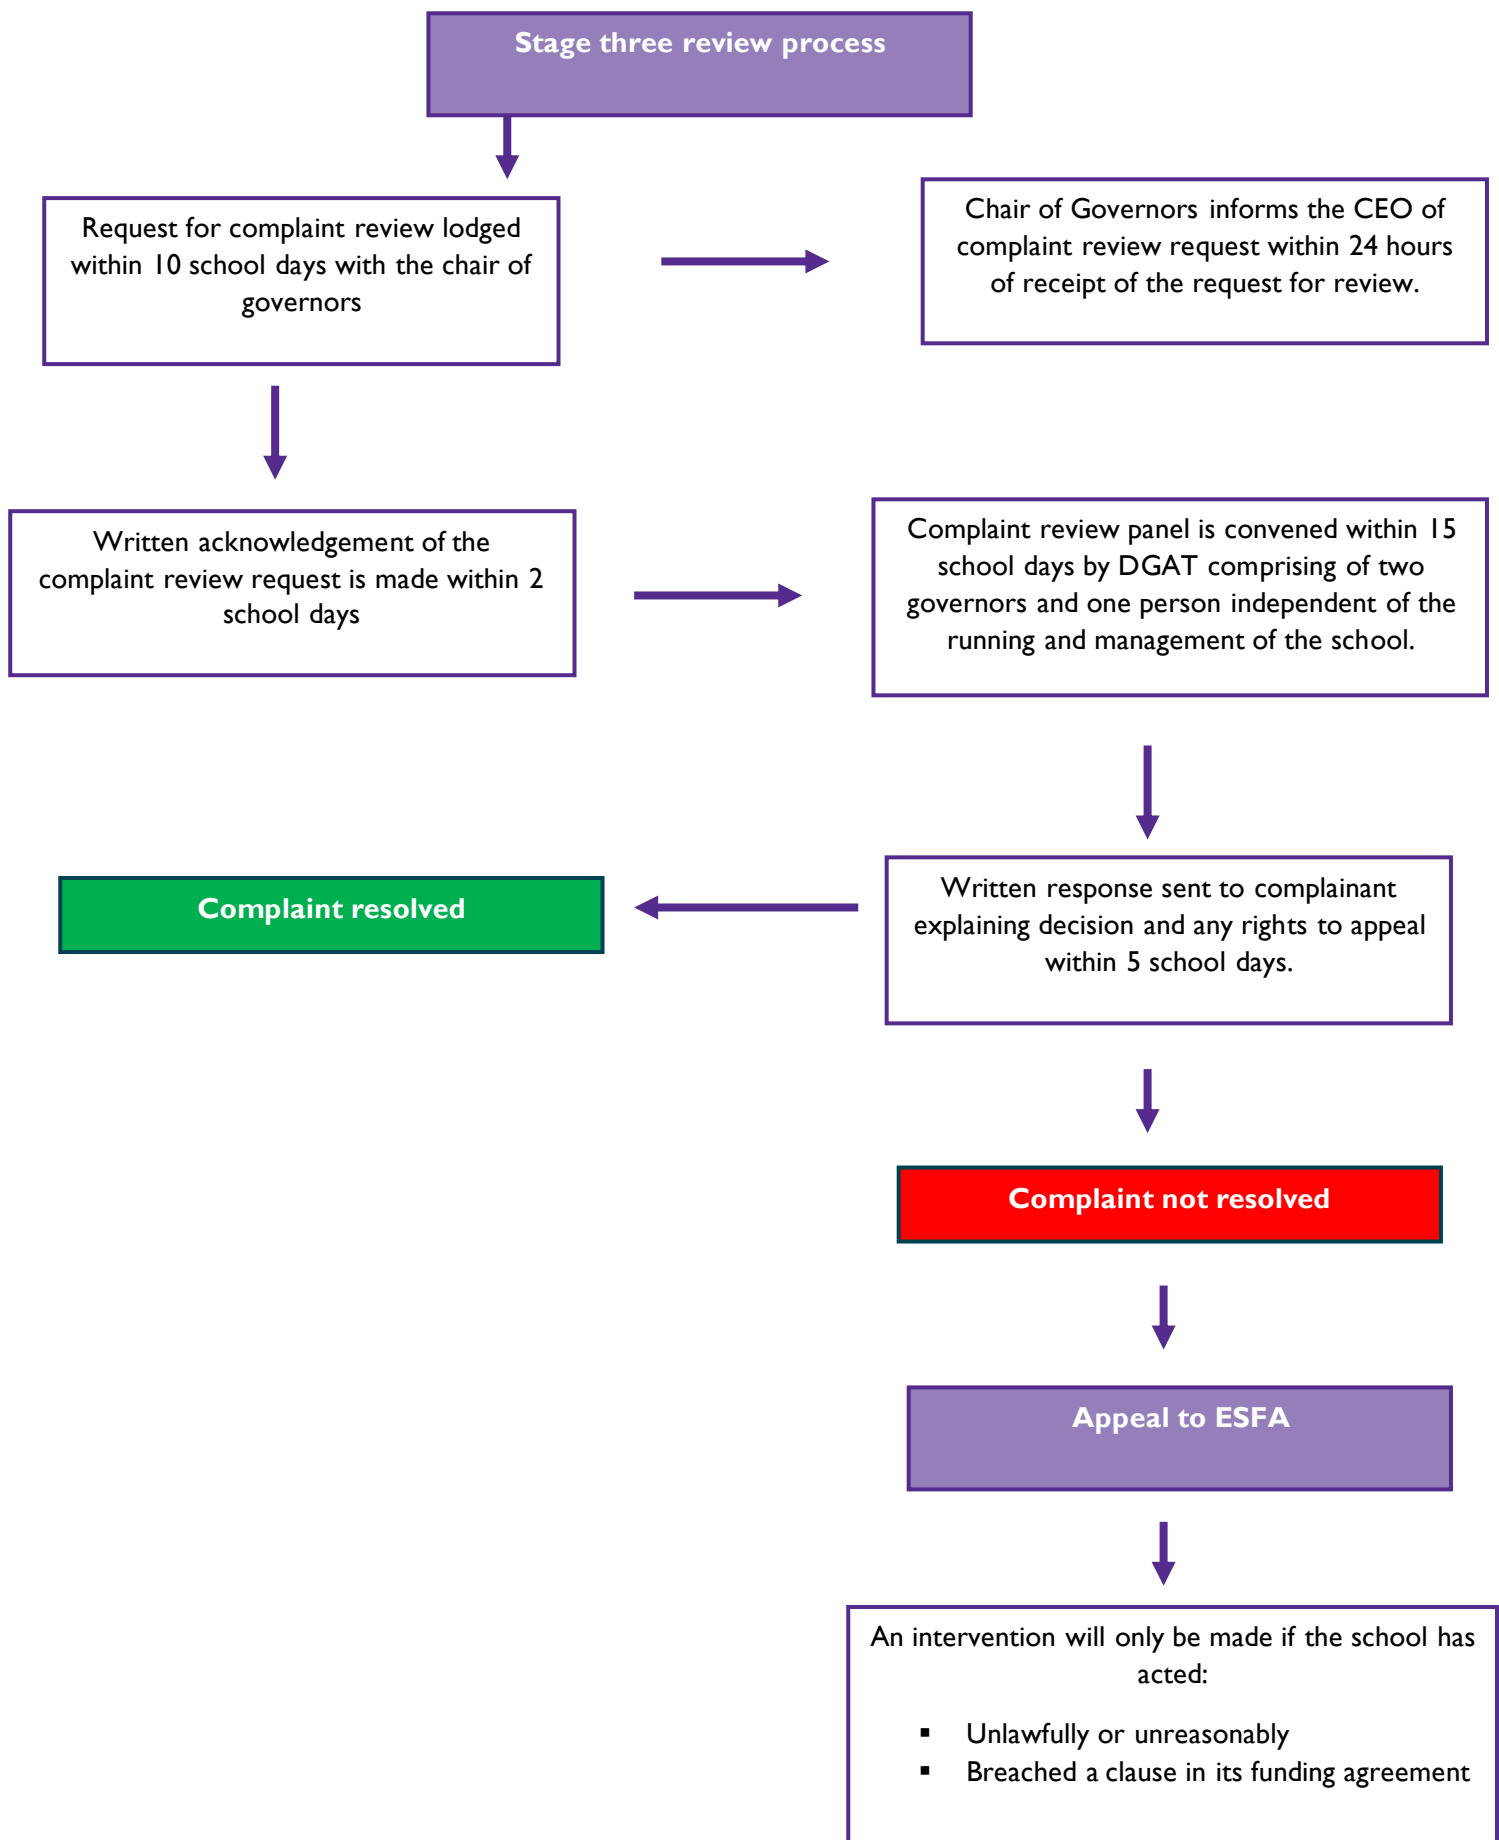 Stage three review process
Request for complaint review lodged
within 10 school days with the chair of
governors
Chair of Governors informs the CEO of
complaint review request within 24 hours
of receipt of the request for review.
Written acknowledgement of the
complaint review request is made within 2
school days
Complaint review panel is convened within 15
school days by DGAT comprising of two
governors and one person independent of the
running and management of the school.
Complaint resolved
Written response sent to complainant
explaining decision and any rights to appeal
within 5 school days.
Complaint not resolved
Appeal to ESFA
An intervention will only be made if the school has
acted:
▪ Unlawfully or unreasonably
▪ Breached a clause in its funding agreement